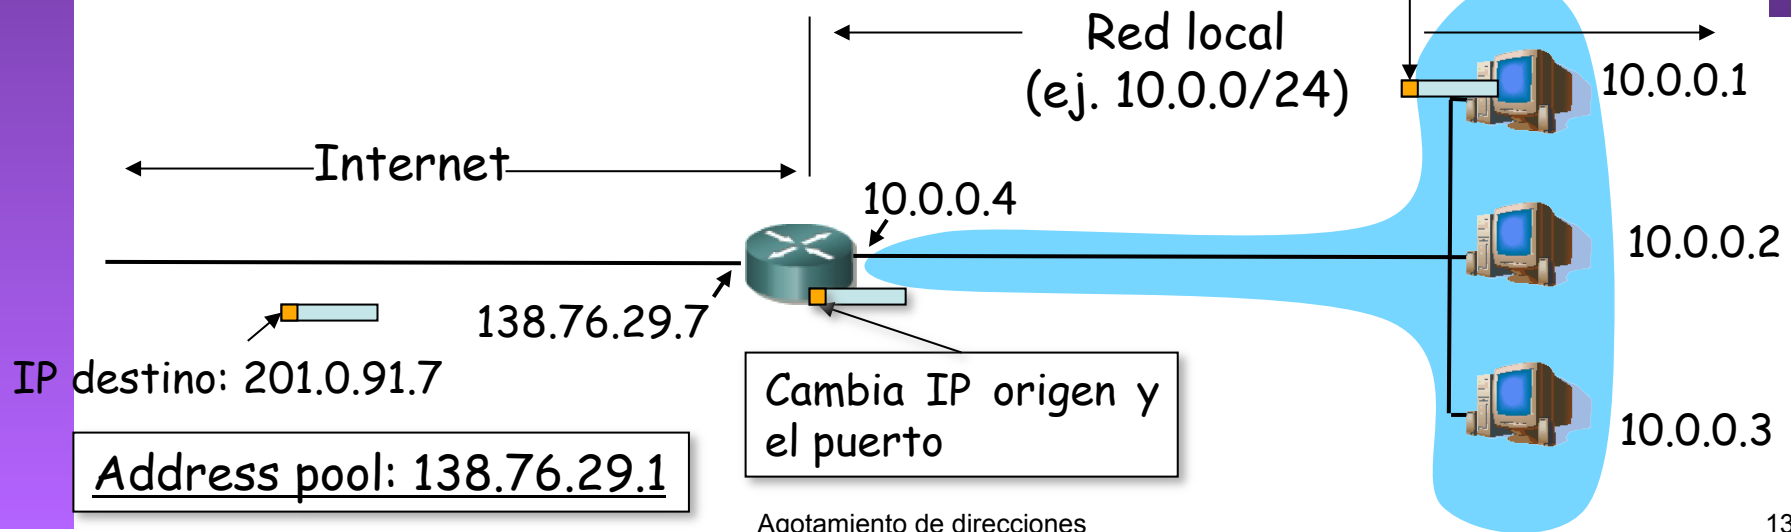 Red local
(ej. 10.0.0/24)
10.0.0.1
Internet
10.0.0.4
10.0.0.2
138.76.29.7
IP destino: 201.0.91.7
Cambia IP origen y
el puerto
10.0.0.3
Address pool: 138.76.29.1
Agotamiento de direcciones
13